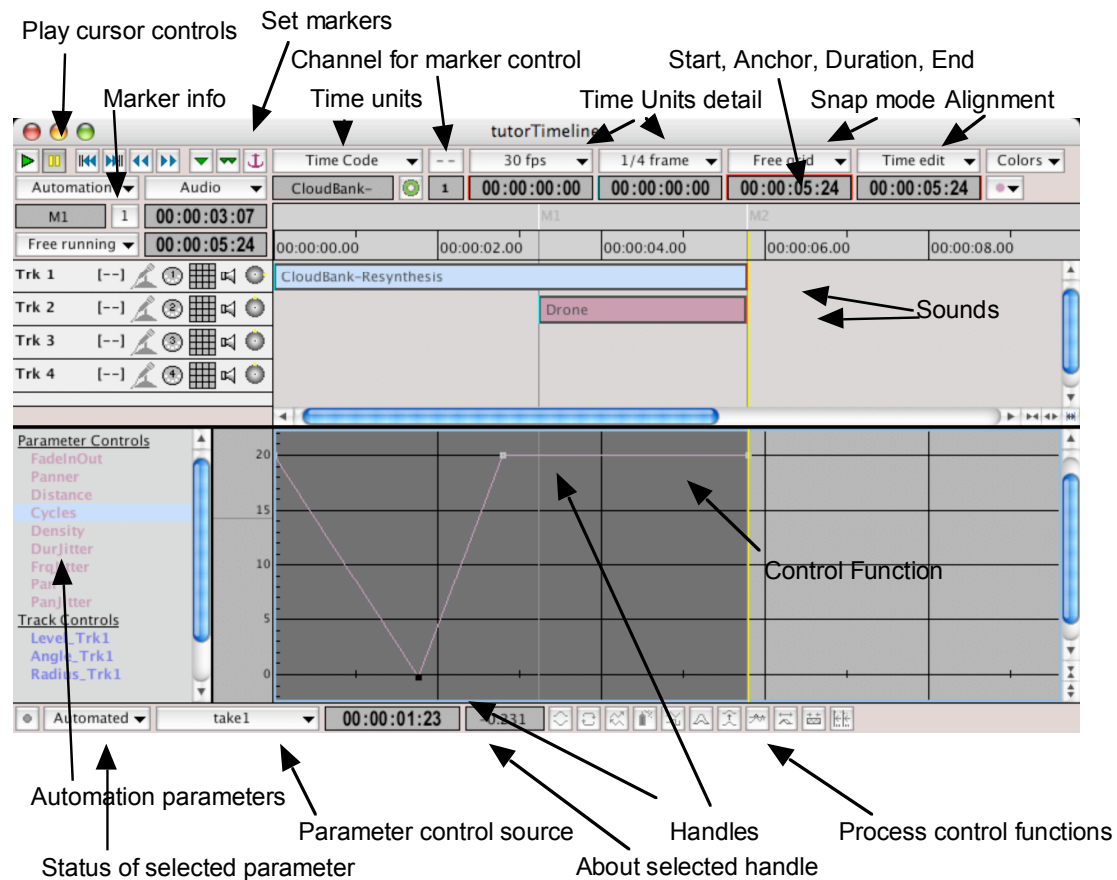 Set markers
Play cursor controls
Channel for marker control
Start, Anchor, Duration, End
Marker info
Time units
Time Units detail
Snap mode
Alignment
tutorTimeline
Time Code
--
30 fps
1/4 frame
Free grid
Time edit
Colors
Automation
Audio
CloudBank-
1
00:00:00:00
00:00:00:00
00:00:05:24
00:00:05:24
M1
1
00:00:03:07
M1
M2
Free running
00:00:05:24
00:00:00.00
00:00:02.00
00:00:04.00
00:00:06.00
00:00:08.00
Trk 1 [--] 1
CloudBank-Resynthesis
Trk 2 [--] 2
Drone
Sounds
Trk 3 [--] 3
Trk 4 [--] 4
Parameter Controls
FadeInOut
Panner
Distance
Cycles
Density
DurJitter
FrqJitter
Pan
PanJitter
Track Controls
Level_Trk1
Angle_Trk1
Radius_Trk1
20
15
10
5
0
Control Function
Automated
take1
00:00:01:23
-0.231
Automation parameters
Parameter control source
Handles
Process control functions
Status of selected parameter
About selected handle